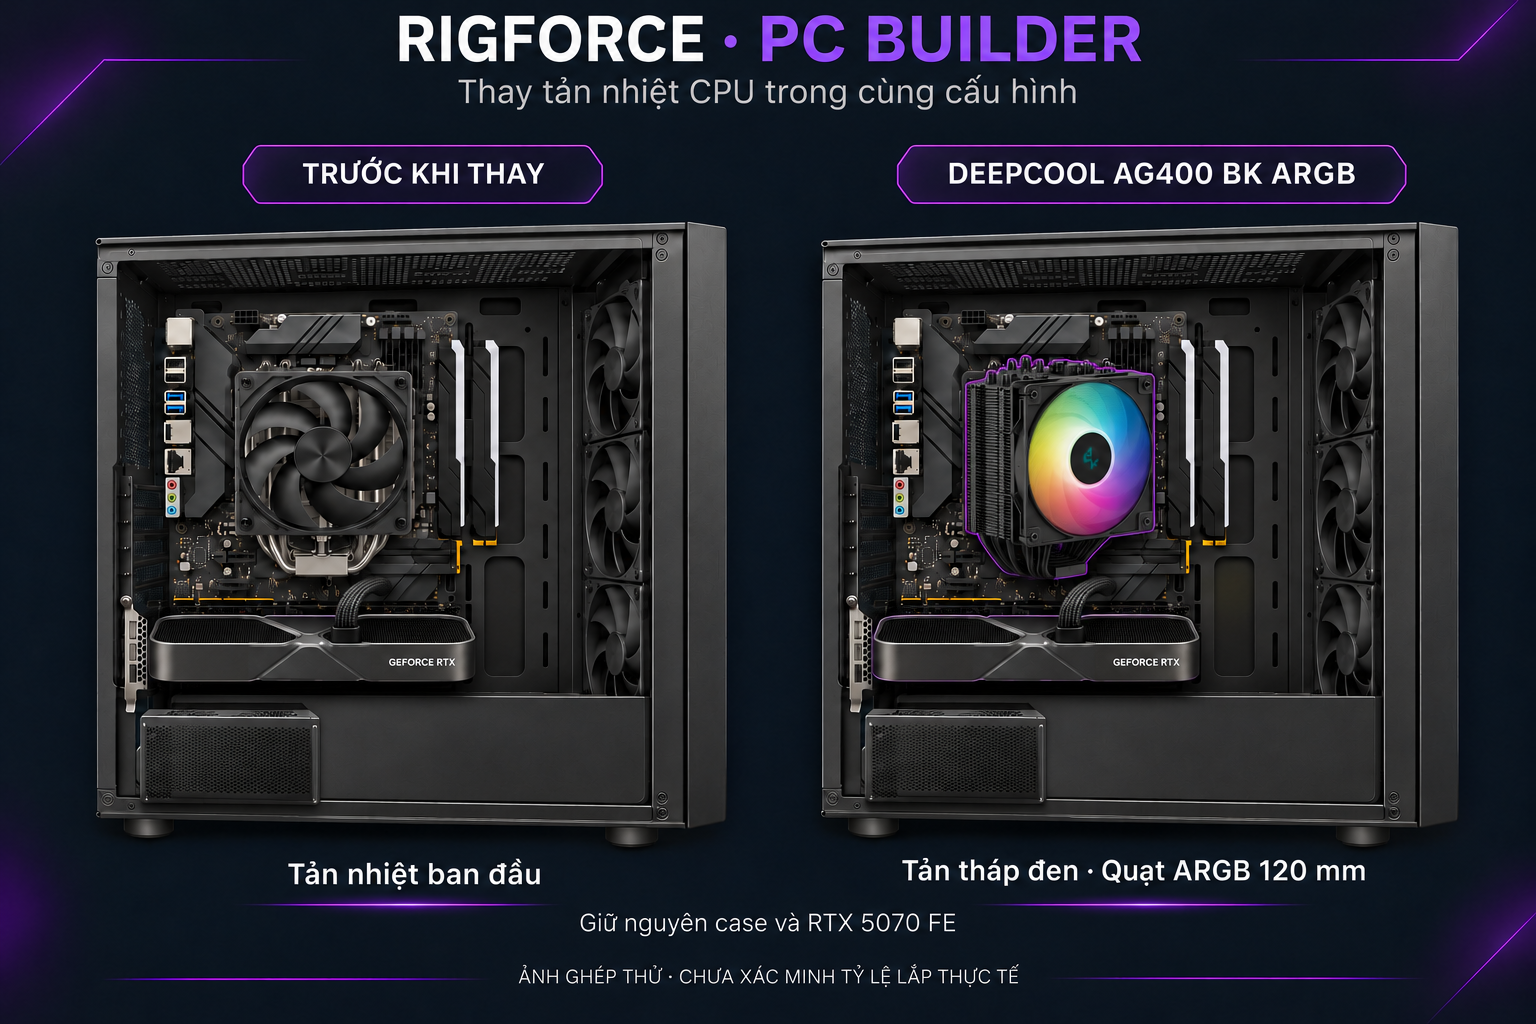 RIGFORCE · PC BUILDER
Thay tản nhiệt CPU trong cùng cấu hình
TRƯỚC KHI THAY
DEEPCOOL AG400 BK ARGB
GEFORCE RTX
GEFORCE RTX
Tản nhiệt ban đầu
Tản tháp đen · Quạt ARGB 120 mm
Giữ nguyên case và RTX 5070 FE
ẢNH GHÉP THỬ · CHƯA XÁC MINH TỶ LỆ LẮP THỰC TẾ